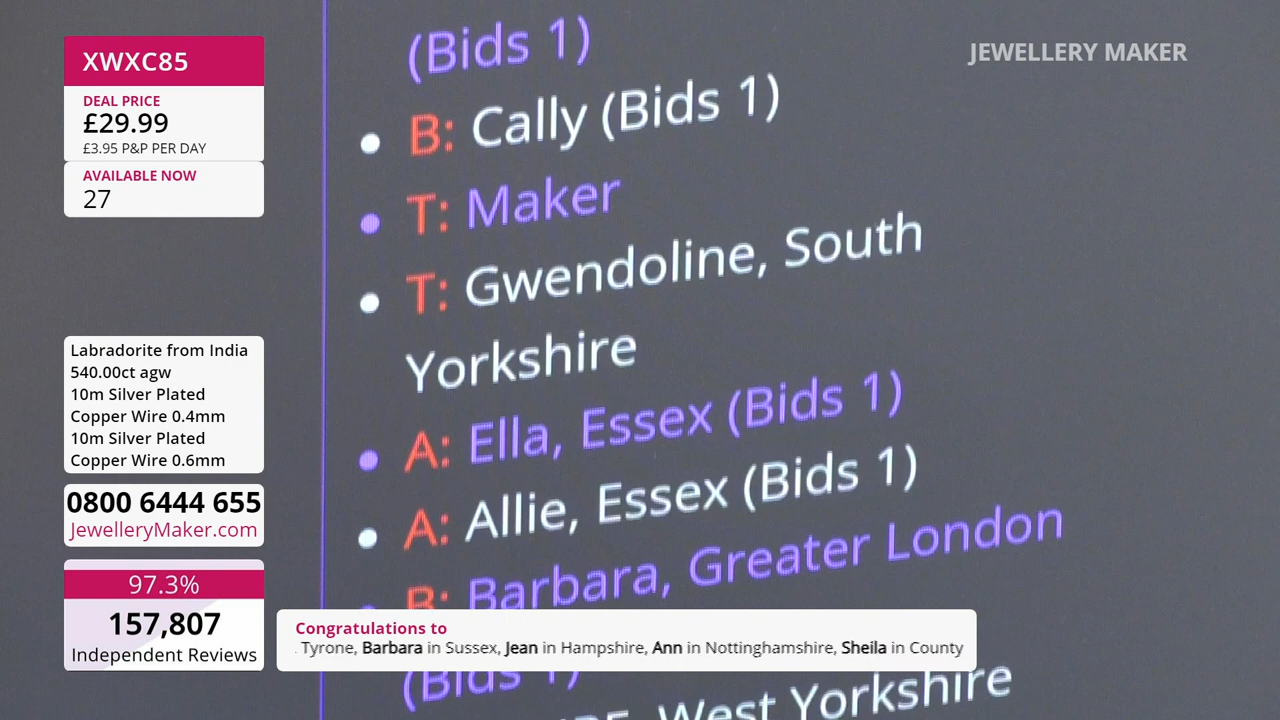 XWXC85
DEAL PRICE
£29.99
£3.95 P&P PER DAY
AVAILABLE NOW
27
Labradorite from India
540.00ct agw
10m Silver Plated
Copper Wire 0.4mm
10m Silver Plated
Copper Wire 0.6mm
0800 6444 655
JewelleryMaker.com
97.3%
157,807
Independent Reviews
JEWELLERY MAKER
(Bids 1)
• B: Cally (Bids 1)
• T: Maker
• T: Gwendoline, South
Yorkshire
• A: Ella, Essex (Bids 1)
• A: Allie, Essex (Bids 1)
B: Barbara, Greater London
(Bids 1)
West Yorkshire
Congratulations to
Tyrone, Barbara in Sussex, Jean in Hampshire, Ann in Nottinghamshire, Sheila in County